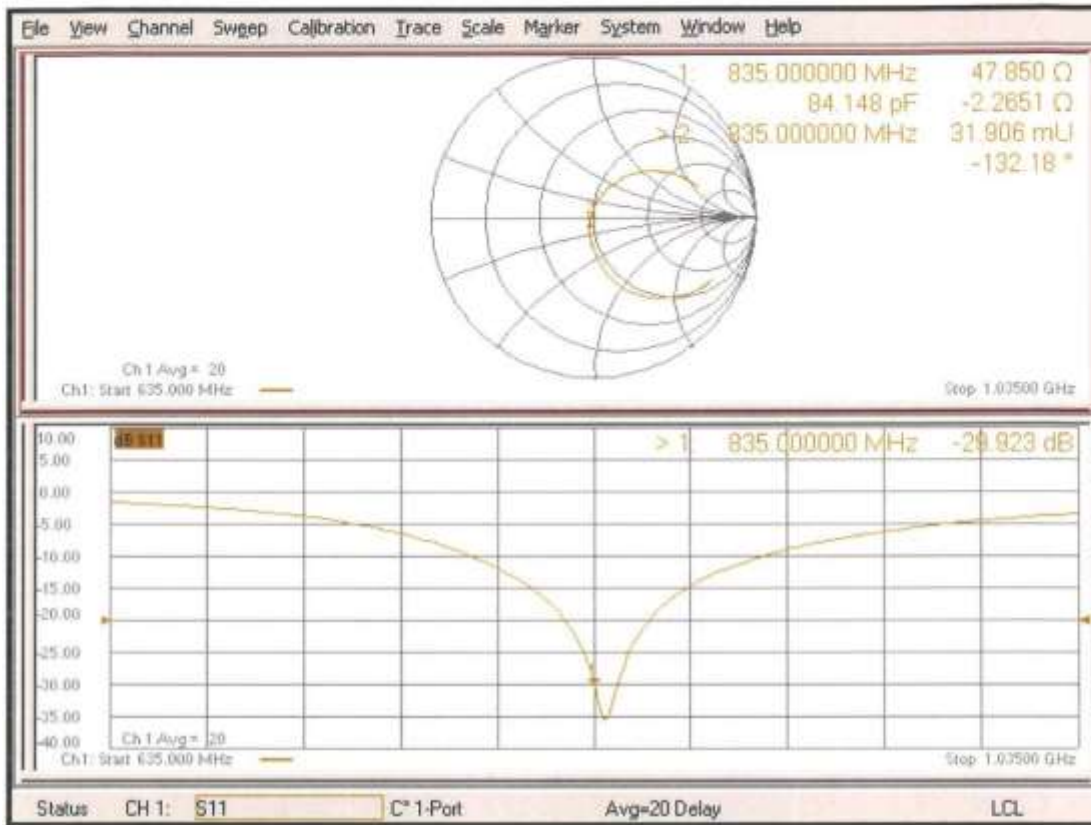 File View Channel Sweep Calibration Trace Scale Marker System Window Help
1 835.000000 MHz 47.850 Ω
84.148 pF -2.2651 Ω
> 2 835.000000 MHz 31.906 mU
-132.18 °
Ch 1 Avg = 20
Ch1: Start 635.000 MHz
Stop 1.03500 GHz
10.00
dB S11
> 1 835.000000 MHz -29.923 dB
5.00
0.00
-5.00
-10.00
-15.00
-20.00
-25.00
-30.00
-35.00
-40.00
Ch 1 Avg = 20
Ch1: Start 635.000 MHz
Stop 1.03500 GHz
Status CH 1: S11 C* 1-Port Avg=20 Delay LCL